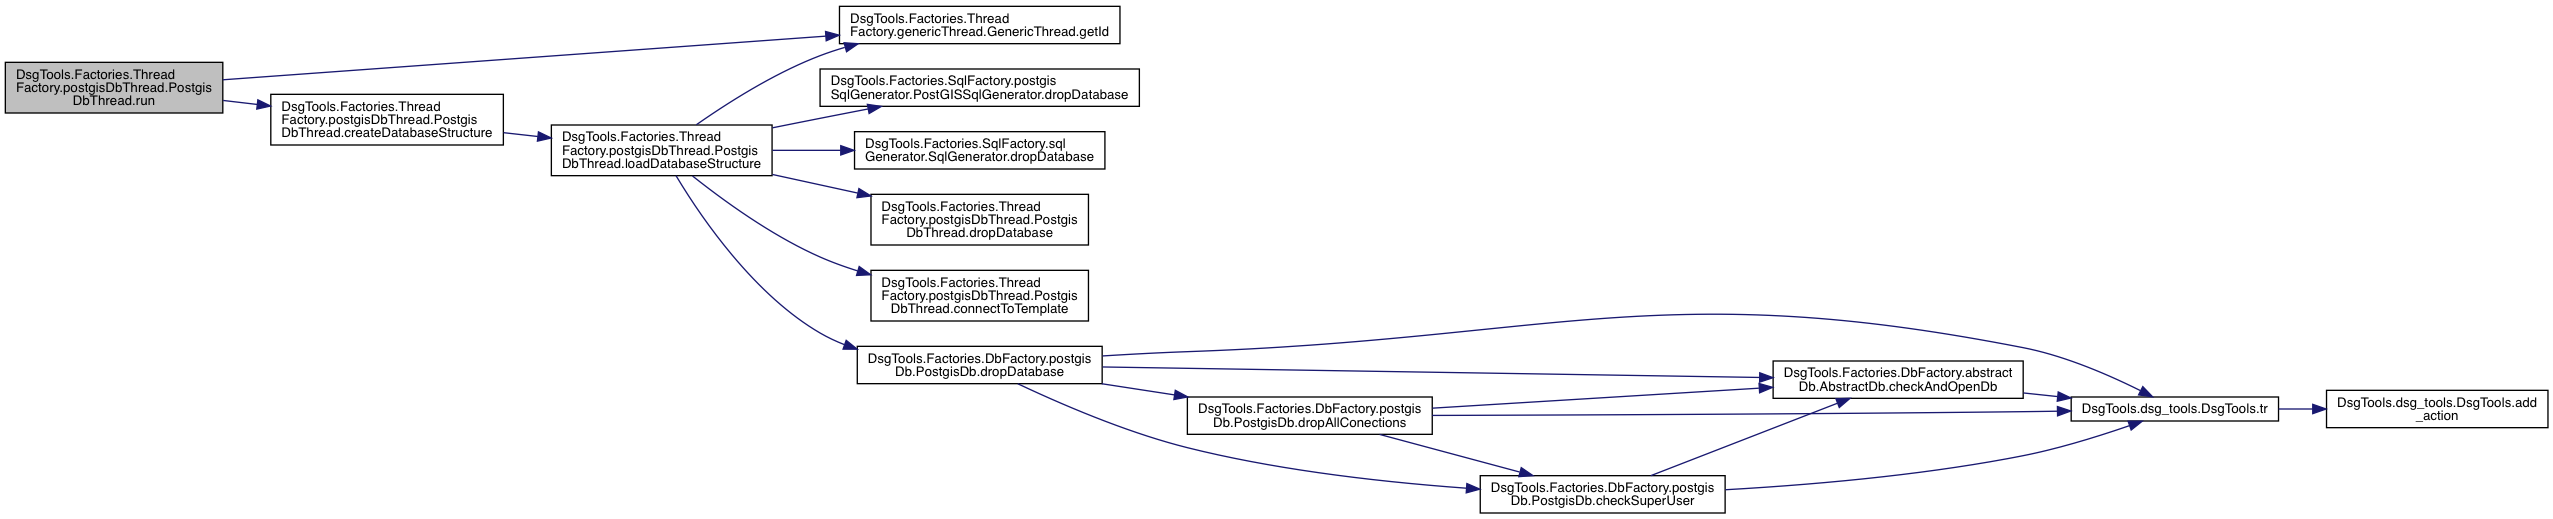 DsgTools.Factories.Thread
Factory.postgisDbThread.Postgis
DbThread.run
DsgTools.Factories.Thread
Factory.genericThread.GenericThread.getId
DsgTools.Factories.Thread
Factory.postgisDbThread.Postgis
DbThread.createDatabaseStructure
DsgTools.Factories.Thread
Factory.postgisDbThread.Postgis
DbThread.loadDatabaseStructure
DsgTools.Factories.SqlFactory.postgis
SqlGenerator.PostGISSqlGenerator.dropDatabase
DsgTools.Factories.SqlFactory.sql
Generator.SqlGenerator.dropDatabase
DsgTools.Factories.Thread
Factory.postgisDbThread.Postgis
DbThread.dropDatabase
DsgTools.Factories.Thread
Factory.postgisDbThread.Postgis
DbThread.connectToTemplate
DsgTools.Factories.DbFactory.postgis
Db.PostgisDb.dropDatabase
DsgTools.Factories.DbFactory.postgis
Db.PostgisDb.dropAllConections
DsgTools.Factories.DbFactory.postgis
Db.PostgisDb.checkSuperUser
DsgTools.Factories.DbFactory.abstract
Db.AbstractDb.checkAndOpenDb
DsgTools.dsg_tools.DsgTools.tr
DsgTools.dsg_tools.DsgTools.add
_action